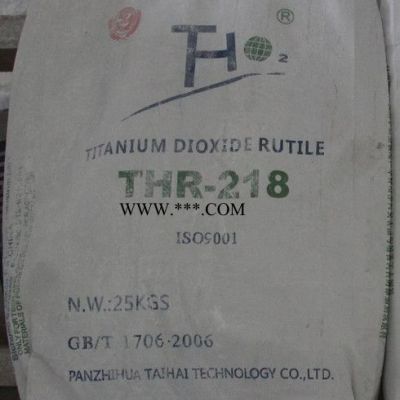 THO2 ®
TITANIUM DIOXIDE RUTILE
THR-218
WWW.***.COM
ISO9001
N.W.:25KGS
GB/T 1706-2006
PANZHIHUA TAIHAI TECHNOLOGY CO.,LTD.